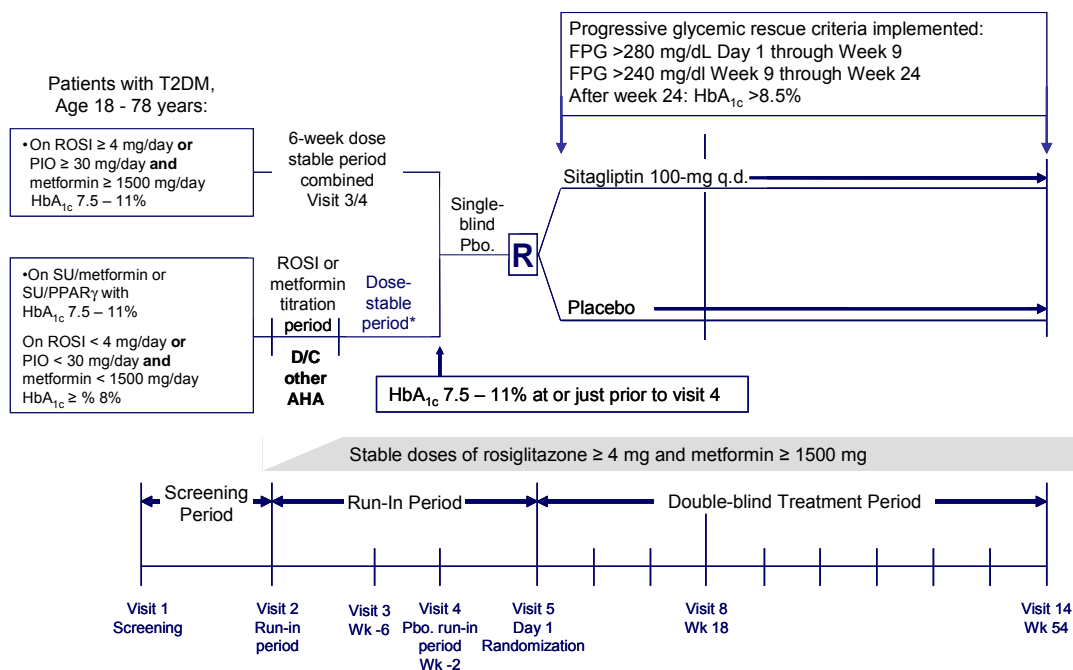 Progressive glycemic rescue criteria implemented:
FPG >280 mg/dL Day 1 through Week 9
FPG >240 mg/dl Week 9 through Week 24
After week 24: HbA1c >8.5%
Patients with T2DM,
Age 18 - 78 years:
•On ROSI ≥ 4 mg/day or
PIO ≥ 30 mg/day and
metformin ≥ 1500 mg/day
HbA1c 7.5 – 11%
6-week dose
stable period
combined
Visit 3/4
Single-
blind
Pbo.
R
Sitagliptin 100-mg q.d.
Placebo
•On SU/metformin or
SU/PPARγ with
HbA1c 7.5 – 11%
On ROSI < 4 mg/day or
PIO < 30 mg/day and
metformin < 1500 mg/day
HbA1c ≥ % 8%
ROSI or
metformin
titration
period
D/C
other
AHA
Dose-
stable
period*
HbA1c 7.5 – 11% at or just prior to visit 4
Stable doses of rosiglitazone ≥ 4 mg and metformin ≥ 1500 mg
Screening
Period
Run-In Period
Double-blind Treatment Period
Visit 1
Screening
Visit 2
Run-in
period
Visit 3
Wk -6
Visit 4
Pbo. run-in
period
Wk -2
Visit 5
Day 1
Randomization
Visit 8
Wk 18
Visit 14
Wk 54